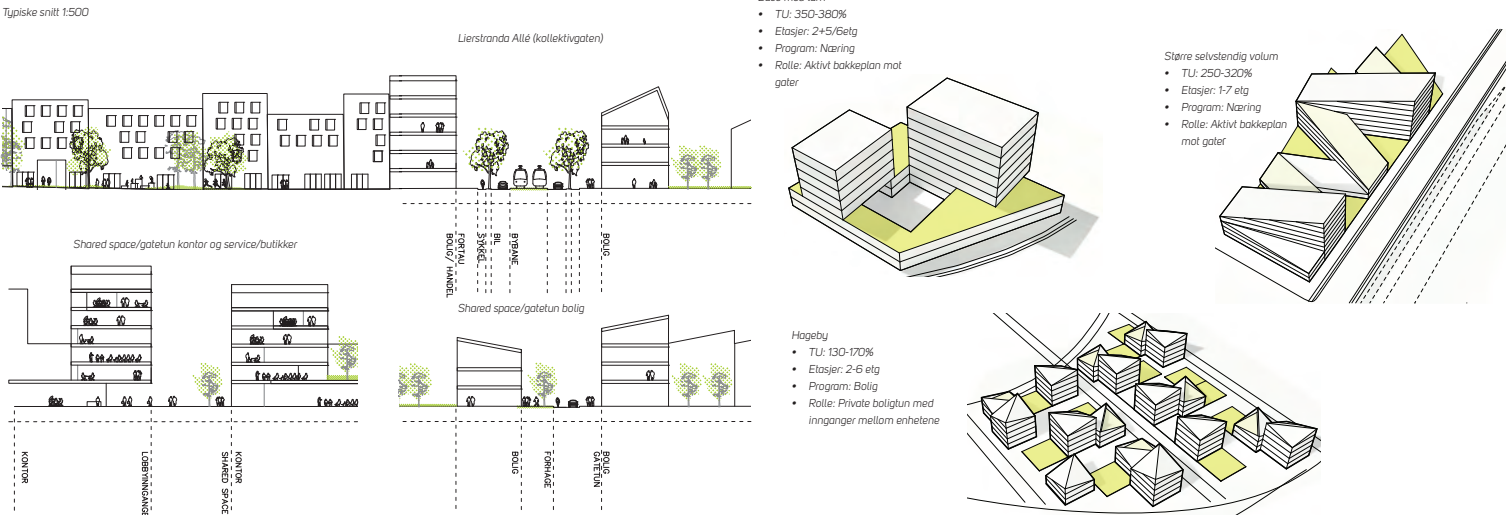 Typiske snitt 1:500
Lierstranda Allé (kollektivgaten)
BOLIG/ HANDEL
FORTAU
SYKKEL
BIL
BYBANE
BOLIG
Shared space/gatetun kontor og service/butikker
KONTOR
LOBBY/INNGANG
SHARED SPACE
KONTOR
Shared space/gatetun bolig
BOLIG
FORHAGE
GATETUN
BOLIG
• TU: 350-380%
• Etasjer: 2+5/6etg
• Program: Næring
• Rolle: Aktivt bakkeplan mot
gater
Større selvstendig volum
• TU: 250-320%
• Etasjer: 1-7 etg
• Program: Næring
• Rolle: Aktivt bakkeplan
mot gater
Hageby
• TU: 130-170%
• Etasjer: 2-6 etg
• Program: Bolig
• Rolle: Private boligtun med
innganger mellom enhetene